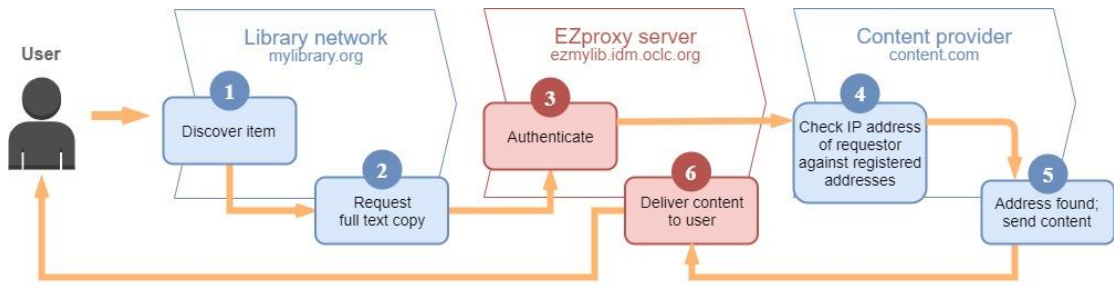 User
Library network
mylibrary.org
1
Discover item
2
Request
full text copy
EZproxy server
ezmylib.idm.oclc.org
3
Authenticate
Content provider
content.com
4
Check IP address
of requestor
against registered
addresses
5
Address found;
send content
6
Deliver content
to user